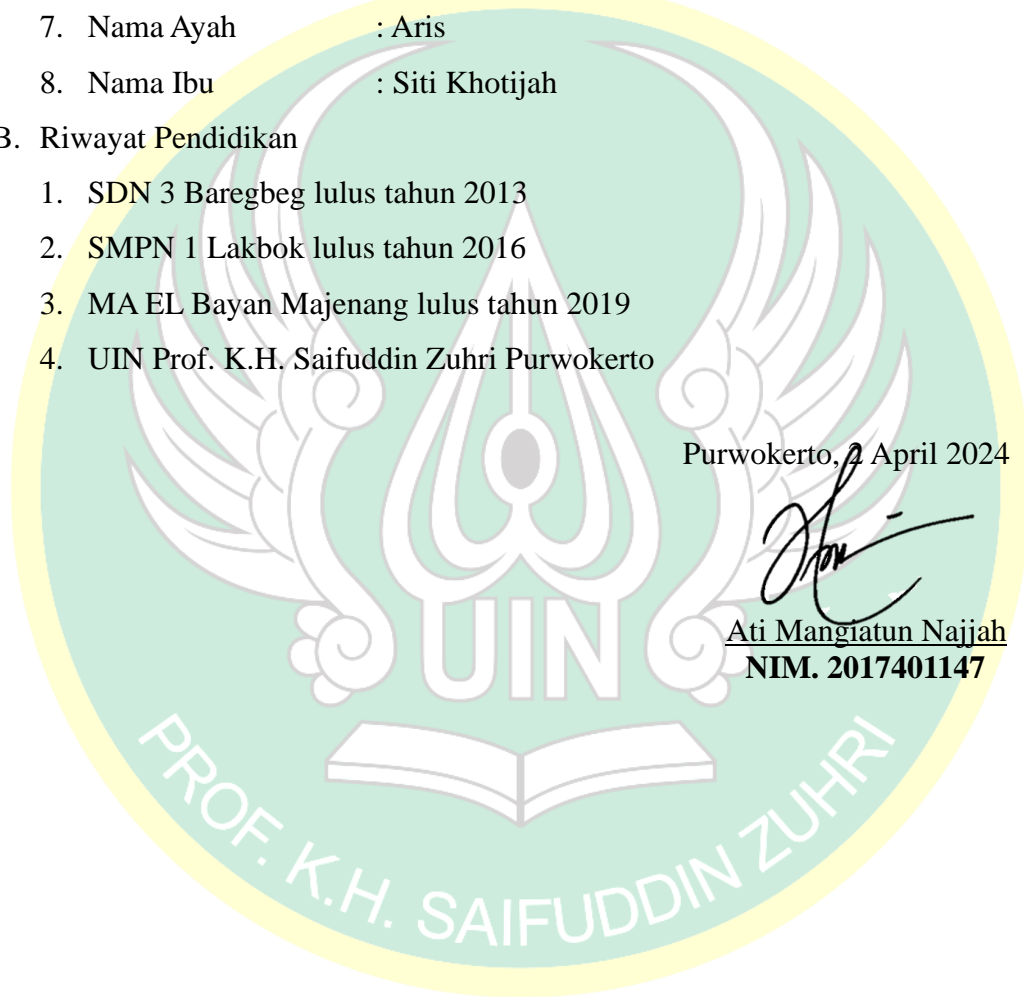 7. Nama Ayah : Aris
8. Nama Ibu : Siti Khotijah
B. Riwayat Pendidikan
1. SDN 3 Baregbeg lulus tahun 2013
2. SMPN 1 Lakbok lulus tahun 2016
3. MA EL Bayan Majenang lulus tahun 2019
4. UIN Prof. K.H. Saifuddin Zuhri Purwokerto
Purwokerto, 2 April 2024
Ati Mangiatun Najjah
NIM. 2017401147
UIN
PROF. K.H. SAIFUDDIN ZUHRI